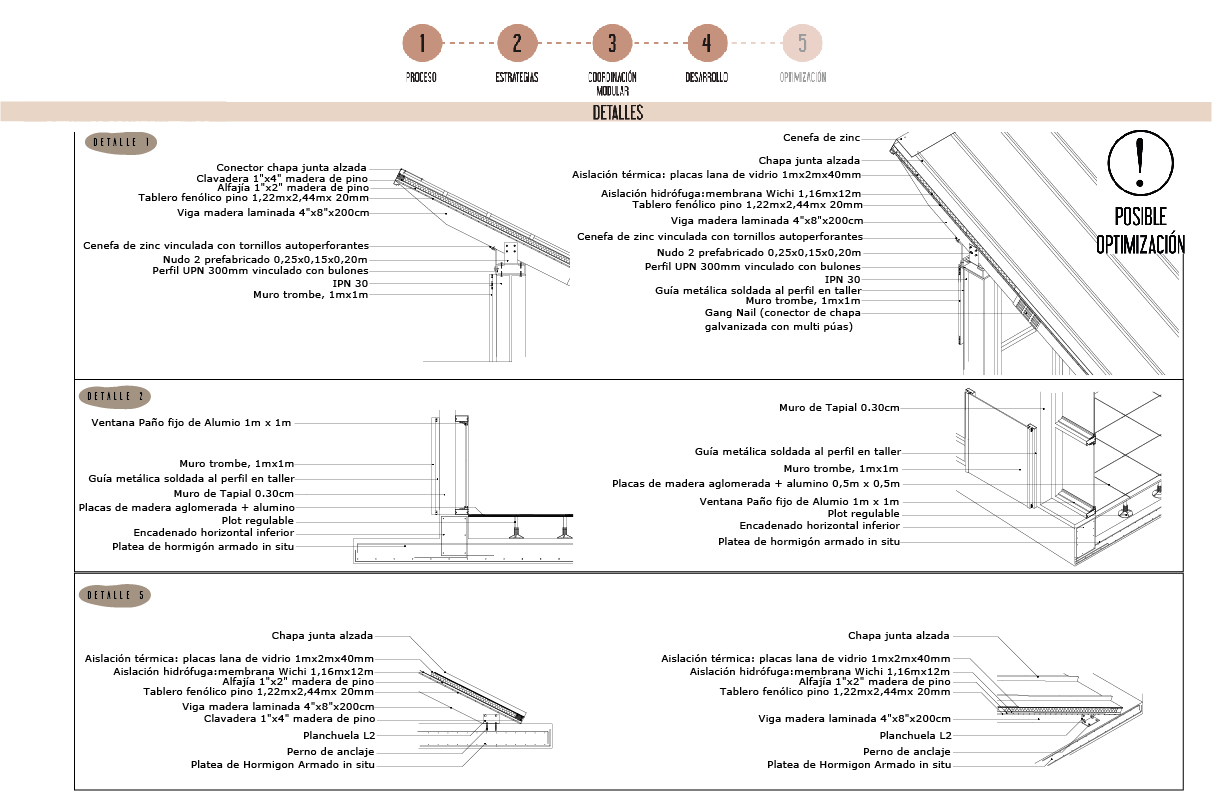 1
2
3
4
5
PROCESO
ESTRATEGIAS
COORDINACIÓN
MODULAR
DESARROLLO
OPTIMIZACIÓN
DETALLES
DETALLE 1
Conector chapa junta alzada
Clavadera 1"x4" madera de pino
Alfajía 1"x2" madera de pino
Tablero fenólico pino 1,22mx2,44mx 20mm
Viga madera laminada 4"x8"x200cm
Cenefa de zinc vinculada con tornillos autoperforantes
Nudo 2 prefabricado 0,25x0,15x0,20m
Perfil UPN 300mm vinculado con bulones
IPN 30
Muro trombe, 1mx1m
Cenefa de zinc
Chapa junta alzada
Aislación térmica: placas lana de vidrio 1mx2mx40mm
Aislación hidrófuga:membrana Wichi 1,16mx12m
Tablero fenólico pino 1,22mx2,44mx 20mm
Viga madera laminada 4"x8"x200cm
Cenefa de zinc vinculada con tornillos autoperforantes
Nudo 2 prefabricado 0,25x0,15x0,20m
Perfil UPN 300mm vinculado con bulones
IPN 30
Guía metálica soldada al perfil en taller
Muro trombe, 1mx1m
Gang Nail (conector de chapa
galvanizada con multi púas)
!
POSIBLE
OPTIMIZACIÓN
DETALLE 2
Ventana Paño fijo de Alumio 1m x 1m
Muro trombe, 1mx1m
Guía metálica soldada al perfil en taller
Muro de Tapial 0.30cm
Placas de madera aglomerada + alumino
Plot regulable
Encadenado horizontal inferior
Platea de hormigón armado in situ
Muro de Tapial 0.30cm
Guía metálica soldada al perfil en taller
Muro trombe, 1mx1m
Placas de madera aglomerada + alumino 0,5m x 0,5m
Ventana Paño fijo de Alumio 1m x 1m
Plot regulable
Encadenado horizontal inferior
Platea de hormigón armado in situ
DETALLE 5
Chapa junta alzada
Aislación térmica: placas lana de vidrio 1mx2mx40mm
Aislación hidrófuga:membrana Wichi 1,16mx12m
Alfajía 1"x2" madera de pino
Tablero fenólico pino 1,22mx2,44mx 20mm
Viga madera laminada 4"x8"x200cm
Clavadera 1"x4" madera de pino
Planchuela L2
Perno de anclaje
Platea de Hormigon Armado in situ
Chapa junta alzada
Aislación térmica: placas lana de vidrio 1mx2mx40mm
Aislación hidrófuga:membrana Wichi 1,16mx12m
Alfajía 1"x2" madera de pino
Tablero fenólico pino 1,22mx2,44mx 20mm
Viga madera laminada 4"x8"x200cm
Planchuela L2
Perno de anclaje
Platea de Hormigon Armado in situ